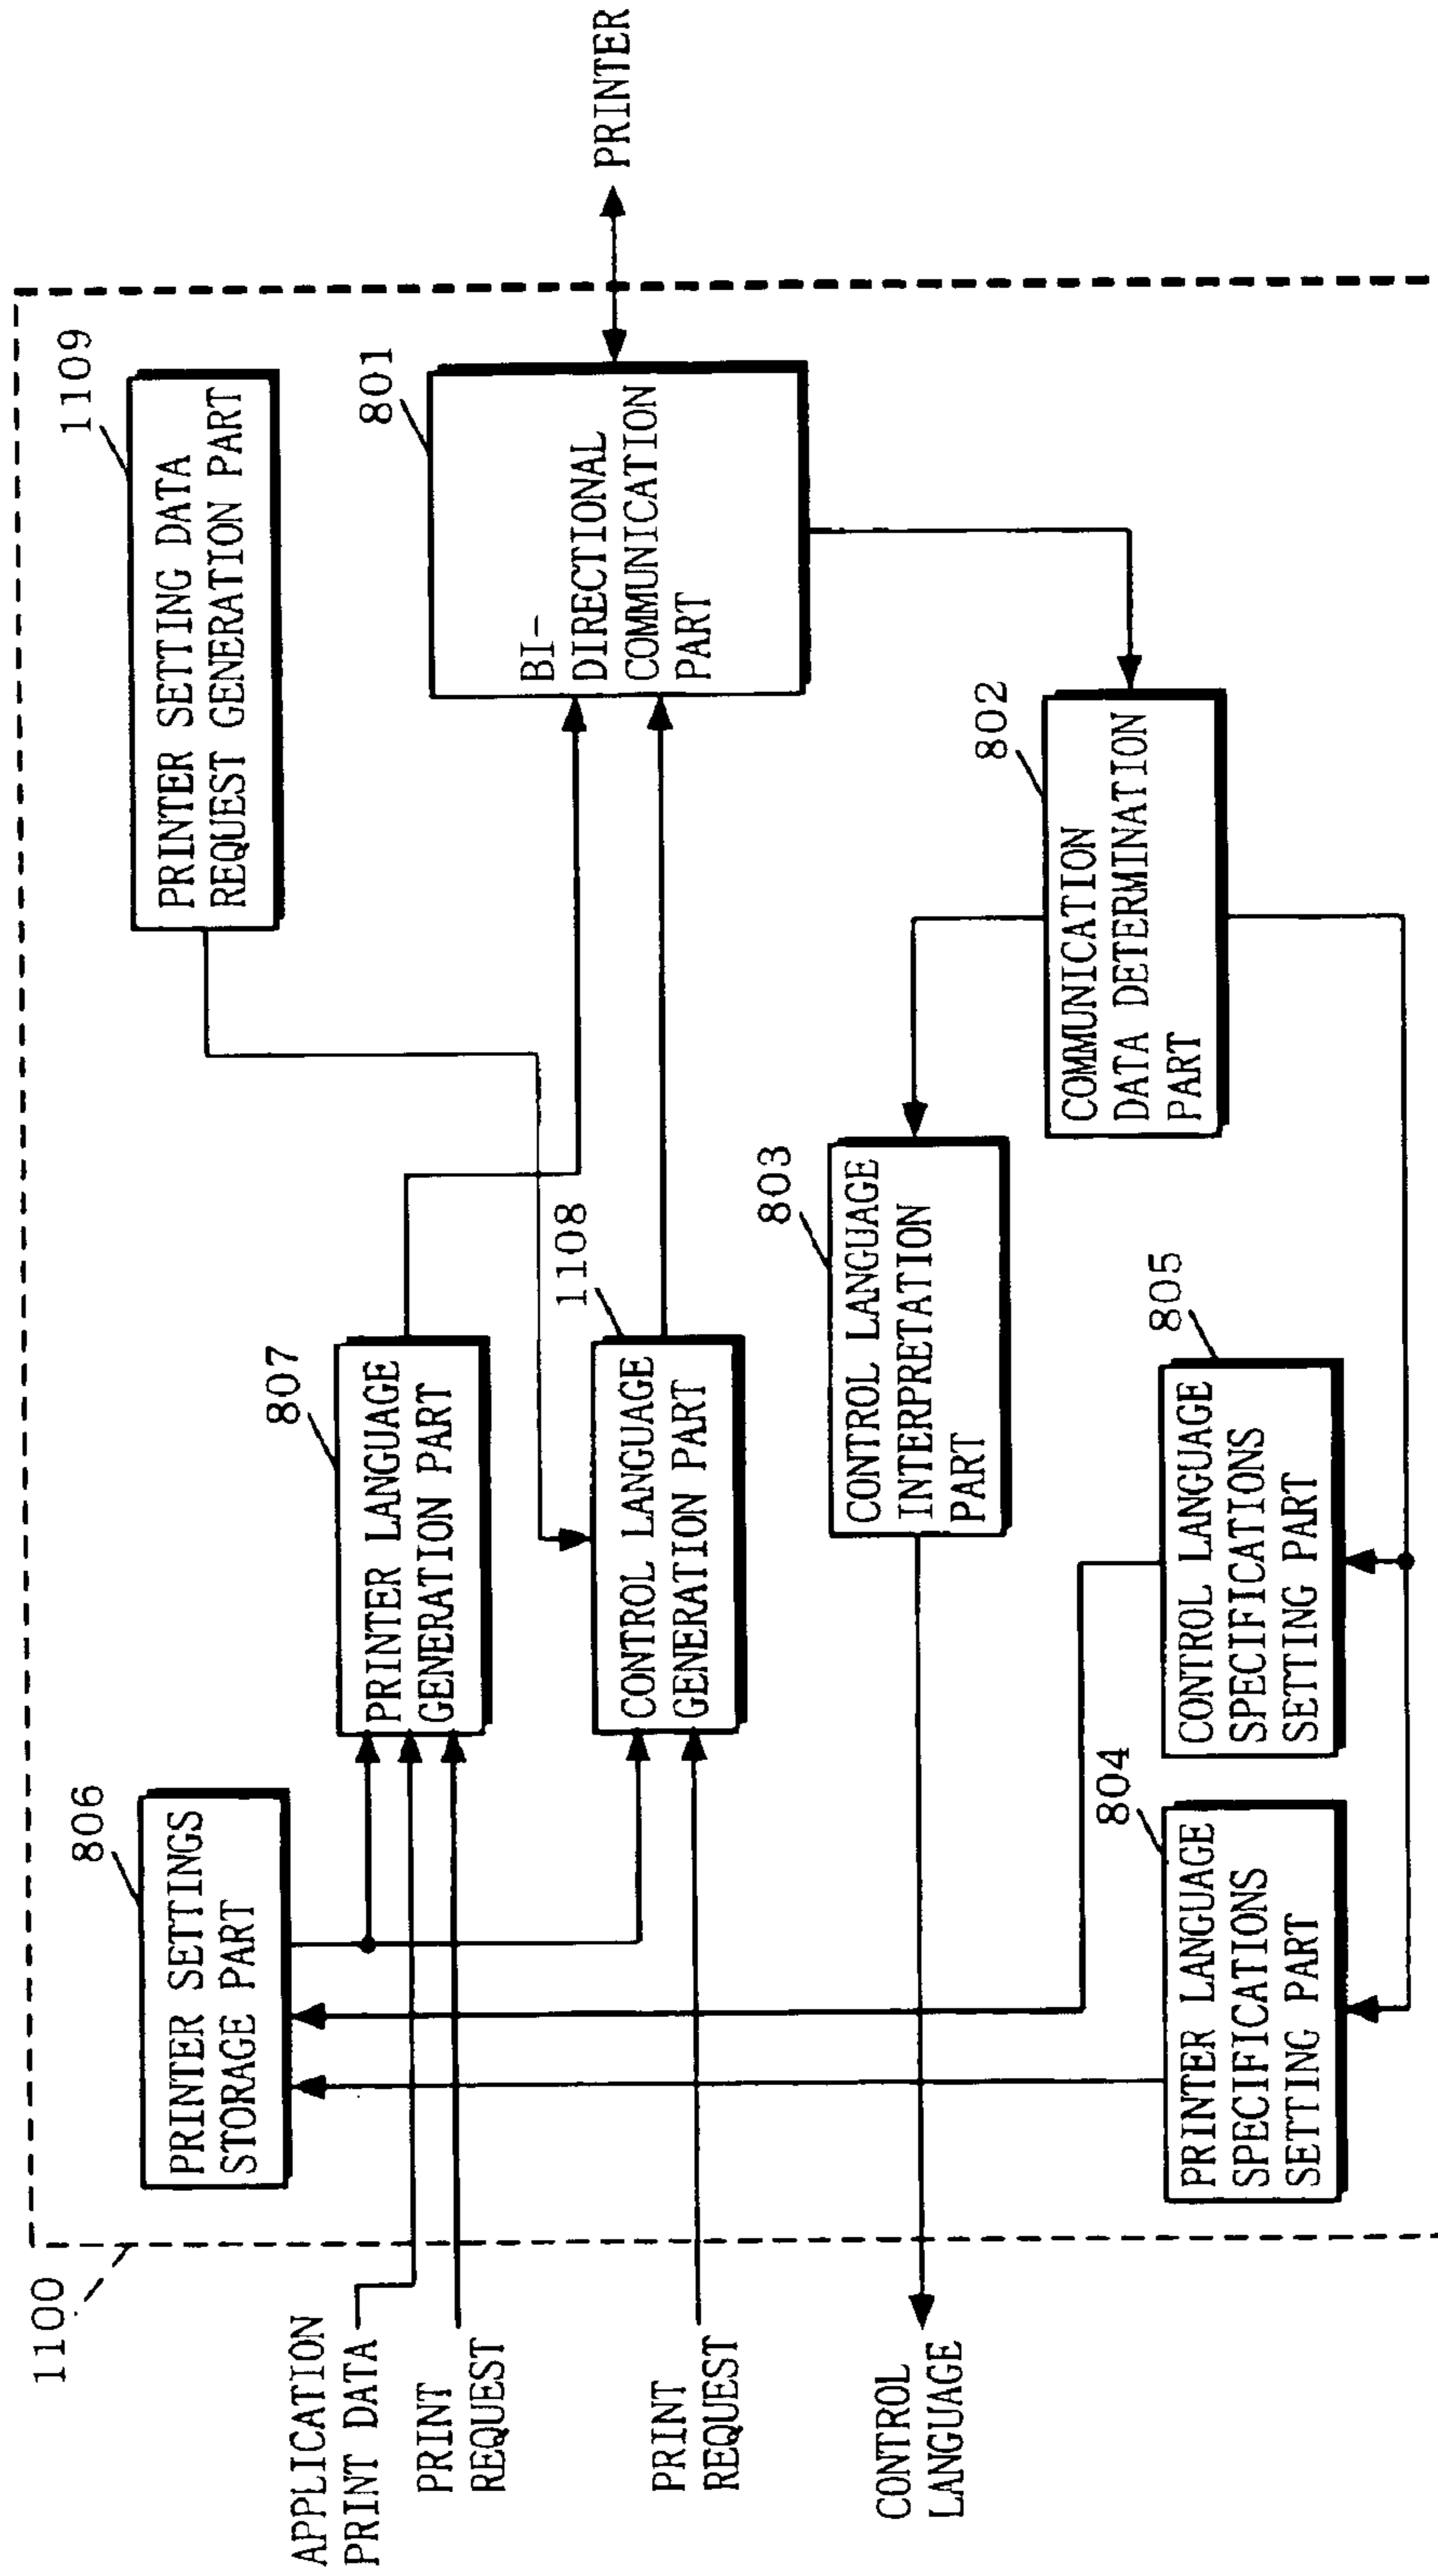 1100
APPLICATION
PRINT DATA
PRINT
REQUEST
PRINT
REQUEST
CONTROL
LANGUAGE
806
PRINTER SETTINGS
STORAGE PART
807
PRINTER LANGUAGE
GENERATION PART
1108
CONTROL LANGUAGE
GENERATION PART
1109
PRINTER SETTING DATA
REQUEST GENERATION PART
801
BI-
DIRECTIONAL
COMMUNICATION
PART
PRINTER
803
CONTROL LANGUAGE
INTERPRETATION
PART
802
COMMUNICATION
DATA DETERMINATION
PART
804
PRINTER LANGUAGE
SPECIFICATIONS
SETTING PART
805
CONTROL LANGUAGE
SPECIFICATIONS
SETTING PART